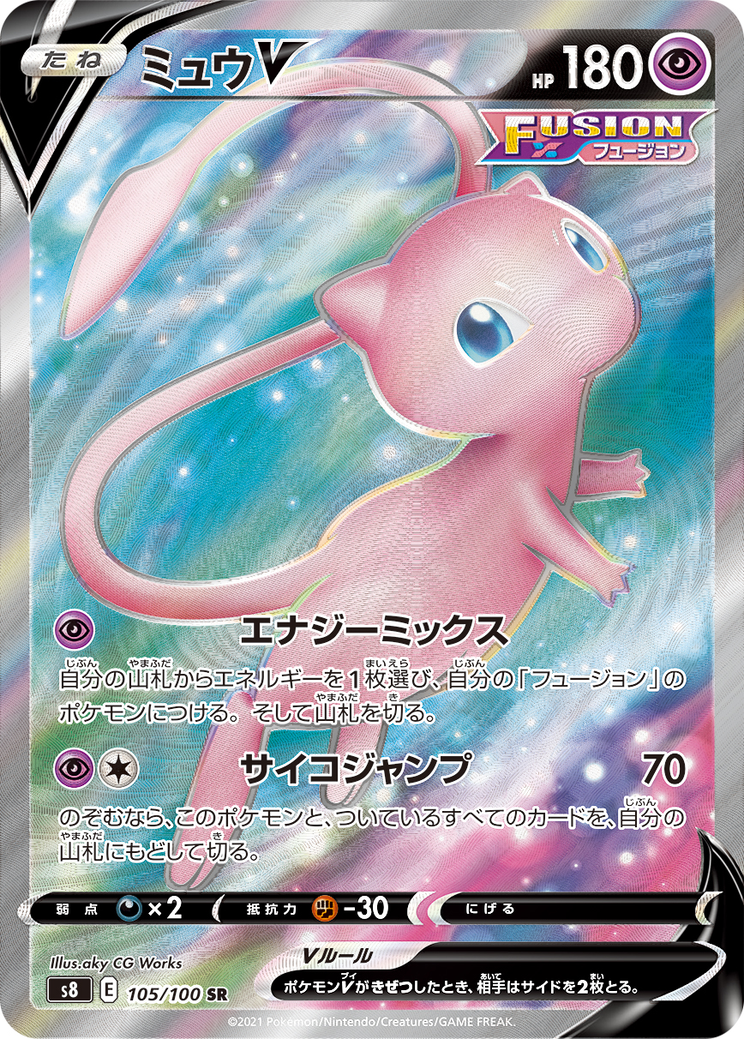 たね ミュウV HP 180
FUSION
フュージョン
エナジーミックス
自分の山札からエネルギーを1枚選び、自分の「フュージョン」の
ポケモンにつける。そして山札を切る。
サイコジャンプ 70
のぞむなら、このポケモンと、ついているすべてのカードを、自分の
山札にもどして切る。
弱点 ×2 抵抗力 -30 にげる
Vルール
ポケモンVがきぜつしたとき、相手はサイドを2枚とる。
Illus.aky CG Works
s8 E 105/100 SR
©2021 Pokémon/Nintendo/Creatures/GAME FREAK.